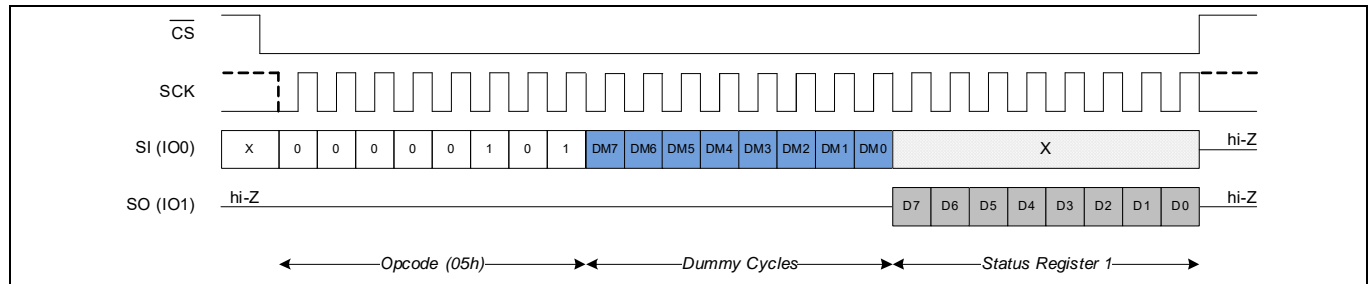 CS
SCK
SI (IO0) X 0 0 0 0 0 1 0 1 DM7 DM6 DM5 DM4 DM3 DM2 DM1 DM0 X hi-Z
SO (IO1) hi-Z D7 D6 D5 D4 D3 D2 D1 D0 hi-Z
Opcode (05h) Dummy Cycles Status Register 1